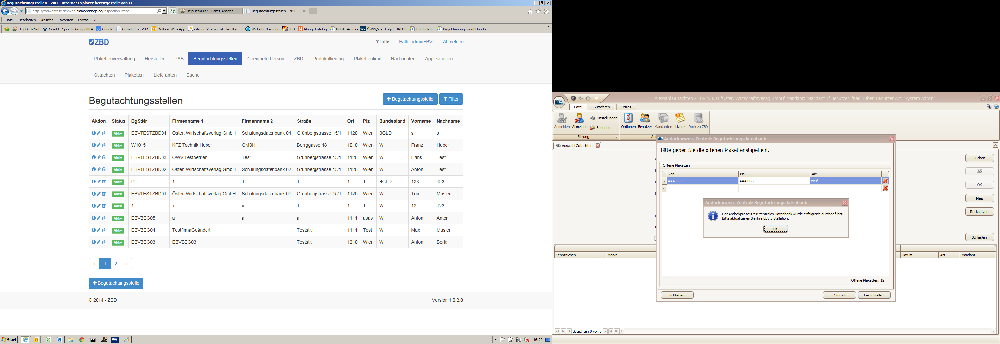 Begutachtungsstellen - ZBD - Internet Explorer bereitgestellt von IT
http://zbdwebtest.devweb.diamonddogs.cc/InspectionOffice
HelpDeskPilot - Ticket-Ansicht
Begutachtungsstellen - ZBD
Datei Bearbeiten Ansicht Favoriten Extras ?
HelpDeskPilot Gerald - Specific Group JIRA Google Gutachten - ZBD Outlook Web App intranet2.oewv.at - localho... Wirtschaftsverlag LEO Mängelkatalog Mobile Access ÖWV@ics - Login - IREDS Telefonliste Projektmanagement Handb...
ZBD
? Hilfe Hallo adminEBV! Abmelden
Plakettenverwaltung Hersteller PAS Begutachtungsstellen Geeignete Person ZBD Protokollierung Plakettenlimit Nachrichten Applikationen
Gutachten Plaketten Lieferanten Suche
Begutachtungsstellen
+ Begutachtungsstelle Filter
Aktion Status BgStNr Firmenname 1 Firmenname 2 Straße Ort Plz Bundesland Vorname Nachname
Aktiv EBVTESTZBD04 Öster. Wirtschaftsverlag GmbH Schulungsdatenbank 04 Grünbergstrasse 15/1 1120 Wien BGLD s s
Aktiv W1015 KFZ Technik Huber GMBH Berrggasse 48 1010 Wien W Franz Huber
Aktiv EBVTESTZBD03 ÖWV Testbetrieb Test Grünbergstrasse 15/1 1120 Wien W Hans Test
Aktiv EBVTESTZBD02 Öster. Wirtschaftsverlag GmbH Schulungsdatenbank 02 Grünbergstrasse 15/1 1120 Wien W Anton Test
Aktiv t1 1 1 1 1 1 BGLD 123 123
Aktiv EBVTESTZBD01 Öster. Wirtschaftsverlag GmbH Schulungsdatenbank 01 Grünbergstrasse 15/1 1120 Wien W Tom Muster
Aktiv 1 x x 1 1 1 W 12 123
Aktiv EBVBEG05 a a a 1111 asas W Anton Anton
Aktiv EBVBEG04 TestfirmaGeändert Teststr.1 1111 Test W Max Muster
Aktiv EBVBEG03 EBVBEG03 Teststr. 1 1210 Wien W Anton Berta
« 1 2 »
+ Begutachtungsstelle
© 2014 - ZBD
Version 1.0.2.0
Start
16:20
Auswahl Gutachten - EBV 4.0.31 'Öster. Wirtschaftsverlag GmbH' Mandant: 'Mandant 1' Benutzer: 'Karl Huber' Benutzer Art: 'System Admin'
EBV
Datei Gutachten Extras
Anmelden Abmelden Einstellungen Beenden
Optionen Benutzer Mandanten Lizenz Dock zu ZBD
Sitzung
Ad
Auswahl Gutachten
Andockprozess Zentrale Begutachtungsdatenbank
Bitte geben Sie die offenen Plakettenstapel ein.
Offene Plaketten
Von Bis Art
ÄÄÄ1111 ÄÄÄ1122 weiß
Andockprozess Zentrale Begutachtungsdatenbank
Der Andockprozess zur zentralen Datenbank wurde erfolgreich durchgeführt!
Bitte aktualisieren Sie ihre EBV Installation.
OK
Offene Plaketten: 12
Schließen < Zurück Fertigstellen
Suchen
OK
Neu
Rücksetzen
Schließen
Kennzeichen Marke Datum Art Mandant
Gutachten 0 von 0